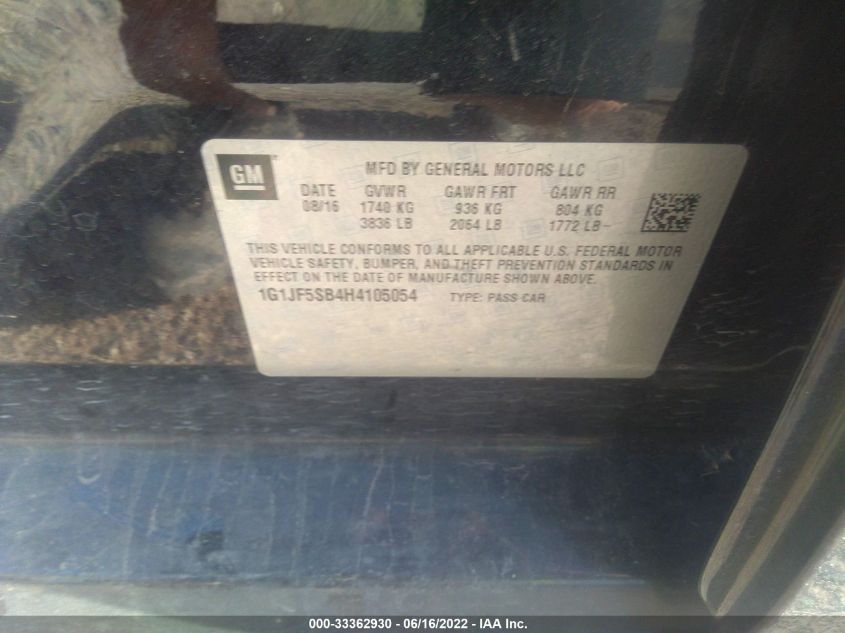 GM
MFD BY GENERAL MOTORS LLC
DATE GVWR GAWR FRT GAWR RR
08/16 1740 KG 936 KG 804 KG
3836 LB 2064 LB 1772 LB
THIS VEHICLE CONFORMS TO ALL APPLICABLE U.S. FEDERAL MOTOR
VEHICLE SAFETY, BUMPER, AND THEFT PREVENTION STANDARDS IN
EFFECT ON THE DATE OF MANUFACTURE SHOWN ABOVE.
1G1JF5SB4H4105054 TYPE: PASS CAR
000-33362930 - 06/16/2022 - IAA Inc.